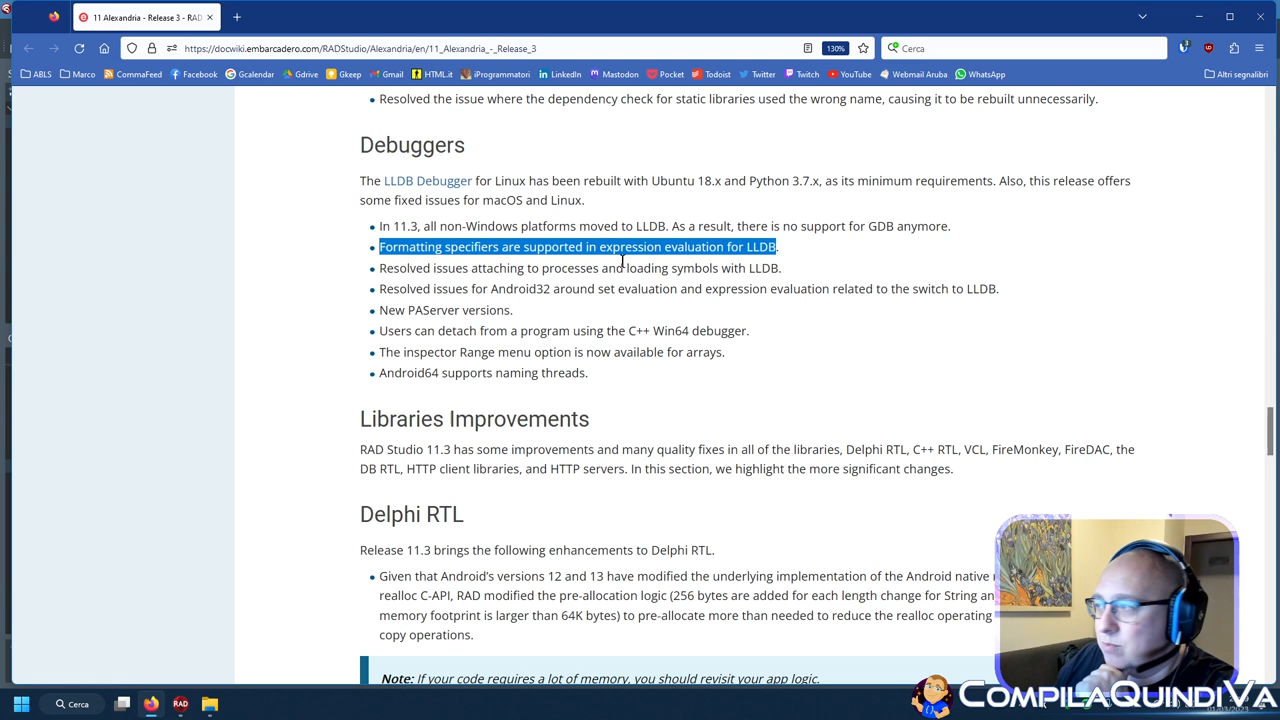 11 Alexandria - Release 3 - RAD
https://docwiki.embarcadero.com/RADStudio/Alexandria/en/11_Alexandria_-_Release_3
130%
Cerca
ABLS
Marco
CommaFeed
Facebook
Gcalendar
Gdrive
Gkeep
Gmail
HTML.it
iProgrammatori
LinkedIn
Mastodon
Pocket
Todoist
Twitter
Twitch
YouTube
Webmail Aruba
WhatsApp
Altri segnalibri
Resolved the issue where the dependency check for static libraries used the wrong name, causing it to be rebuilt unnecessarily.
Debuggers
The LLDB Debugger for Linux has been rebuilt with Ubuntu 18.x and Python 3.7.x, as its minimum requirements. Also, this release offers
some fixed issues for macOS and Linux.
In 11.3, all non-Windows platforms moved to LLDB. As a result, there is no support for GDB anymore.
Formatting specifiers are supported in expression evaluation for LLDB.
Resolved issues attaching to processes and loading symbols with LLDB.
Resolved issues for Android32 around set evaluation and expression evaluation related to the switch to LLDB.
New PAServer versions.
Users can detach from a program using the C++ Win64 debugger.
The inspector Range menu option is now available for arrays.
Android64 supports naming threads.
Libraries Improvements
RAD Studio 11.3 has some improvements and many quality fixes in all of the libraries, Delphi RTL, C++ RTL, VCL, FireMonkey, FireDAC, the
DB RTL, HTTP client libraries, and HTTP servers. In this section, we highlight the more significant changes.
Delphi RTL
Release 11.3 brings the following enhancements to Delphi RTL.
Given that Android's versions 12 and 13 have modified the underlying implementation of the Android native
realloc C-API, RAD modified the pre-allocation logic (256 bytes are added for each length change for String an
memory footprint is larger than 64K bytes) to pre-allocate more than needed to reduce the realloc operating
copy operations.
Note: If your code requires a lot of memory, you should revisit your app logic.
Cerca
RAD
COMPILAQUINDIVA